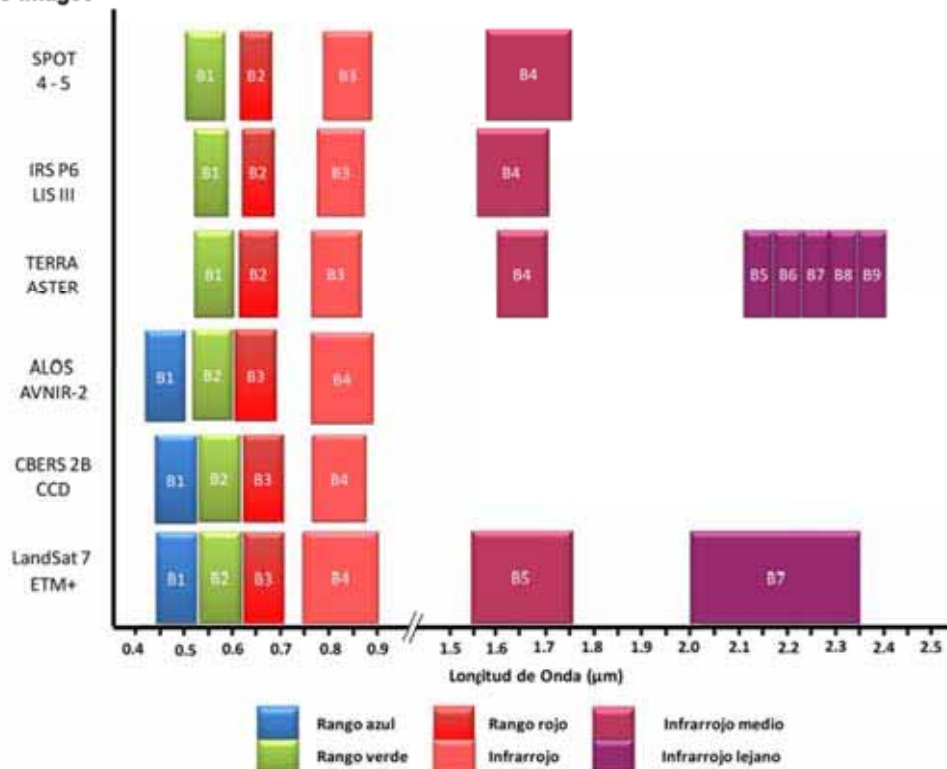 SPOT
4 - 5
B1 B2 B3 B4
IRS P6
LIS III
B1 B2 B3 B4
TERRA
ASTER
B1 B2 B3 B4 B5 B6 B7 B8 B9
ALOS
AVNIR-2
B1 B2 B3 B4
CBERS 2B
CCD
B1 B2 B3 B4
LandSat 7
ETM+
B1 B2 B3 B4 B5 B7
0.4 0.5 0.6 0.7 0.8 0.9 1.5 1.6 1.7 1.8 1.9 2.0 2.1 2.2 2.3 2.4 2.5
Longitud de Onda (µm)
Rango azul Rango rojo Infrarrojo medio
Rango verde Infrarrojo Infrarrojo lejano